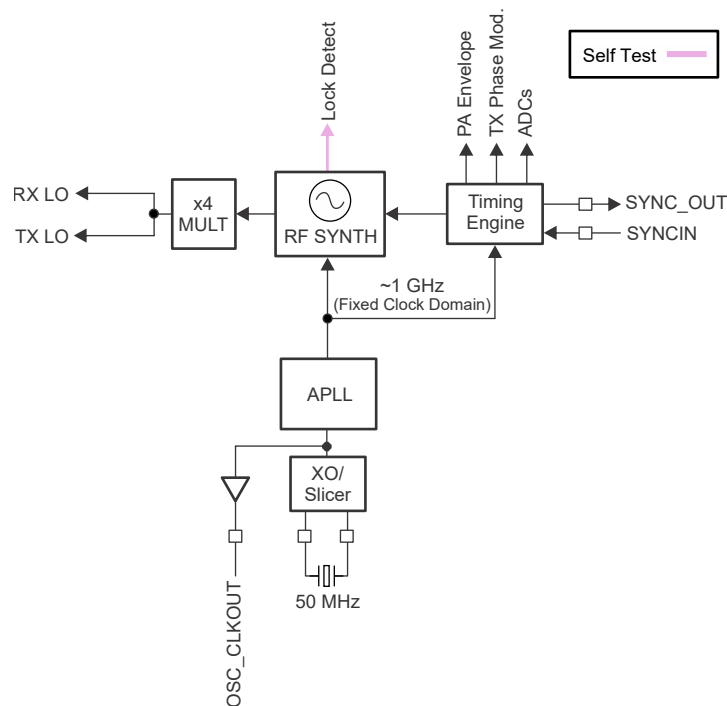 Self Test
Lock Detect
PA Envelope
TX Phase Mod.
ADCs
RX LO
TX LO
x4
MULT
RF SYNTH
Timing
Engine
SYNC_OUT
SYNCIN
~1 GHz
(Fixed Clock Domain)
APLL
XO/
Slicer
50 MHz
OSC_CLKOUT